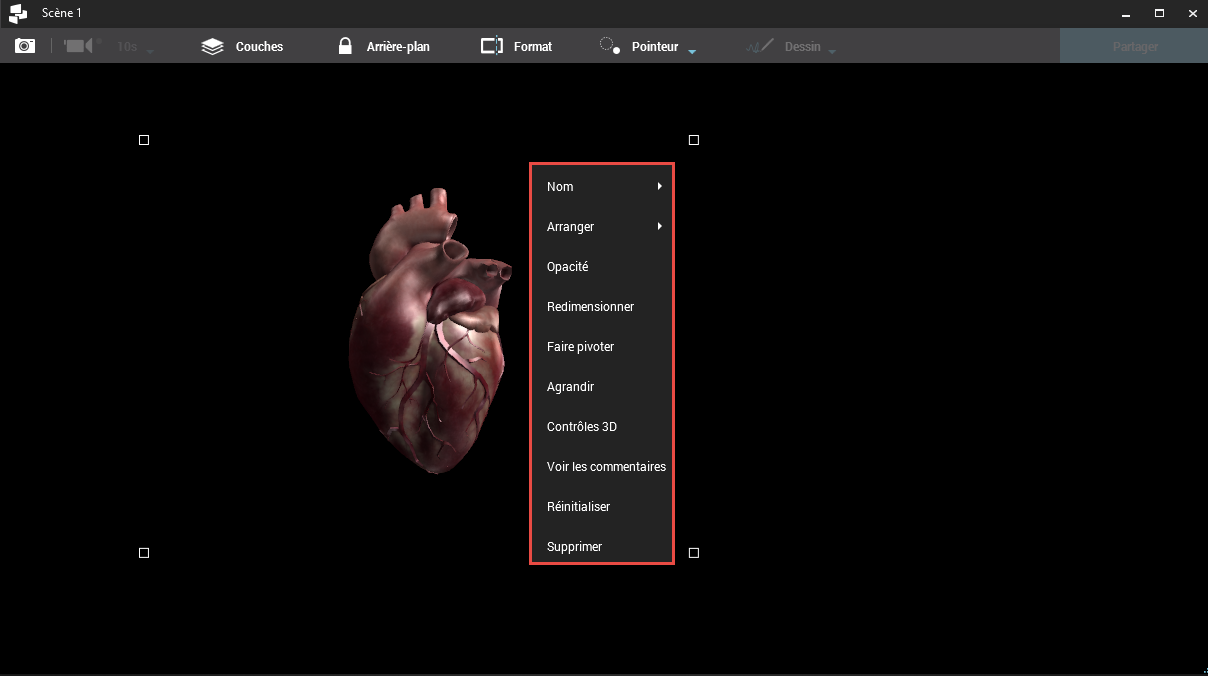 Scène 1
10s
Couches
Arrière-plan
Format
Pointeur
Dessin
Partager
Nom
Arranger
Opacité
Redimensionner
Faire pivoter
Agrandir
Contrôles 3D
Voir les commentaires
Réinitialiser
Supprimer